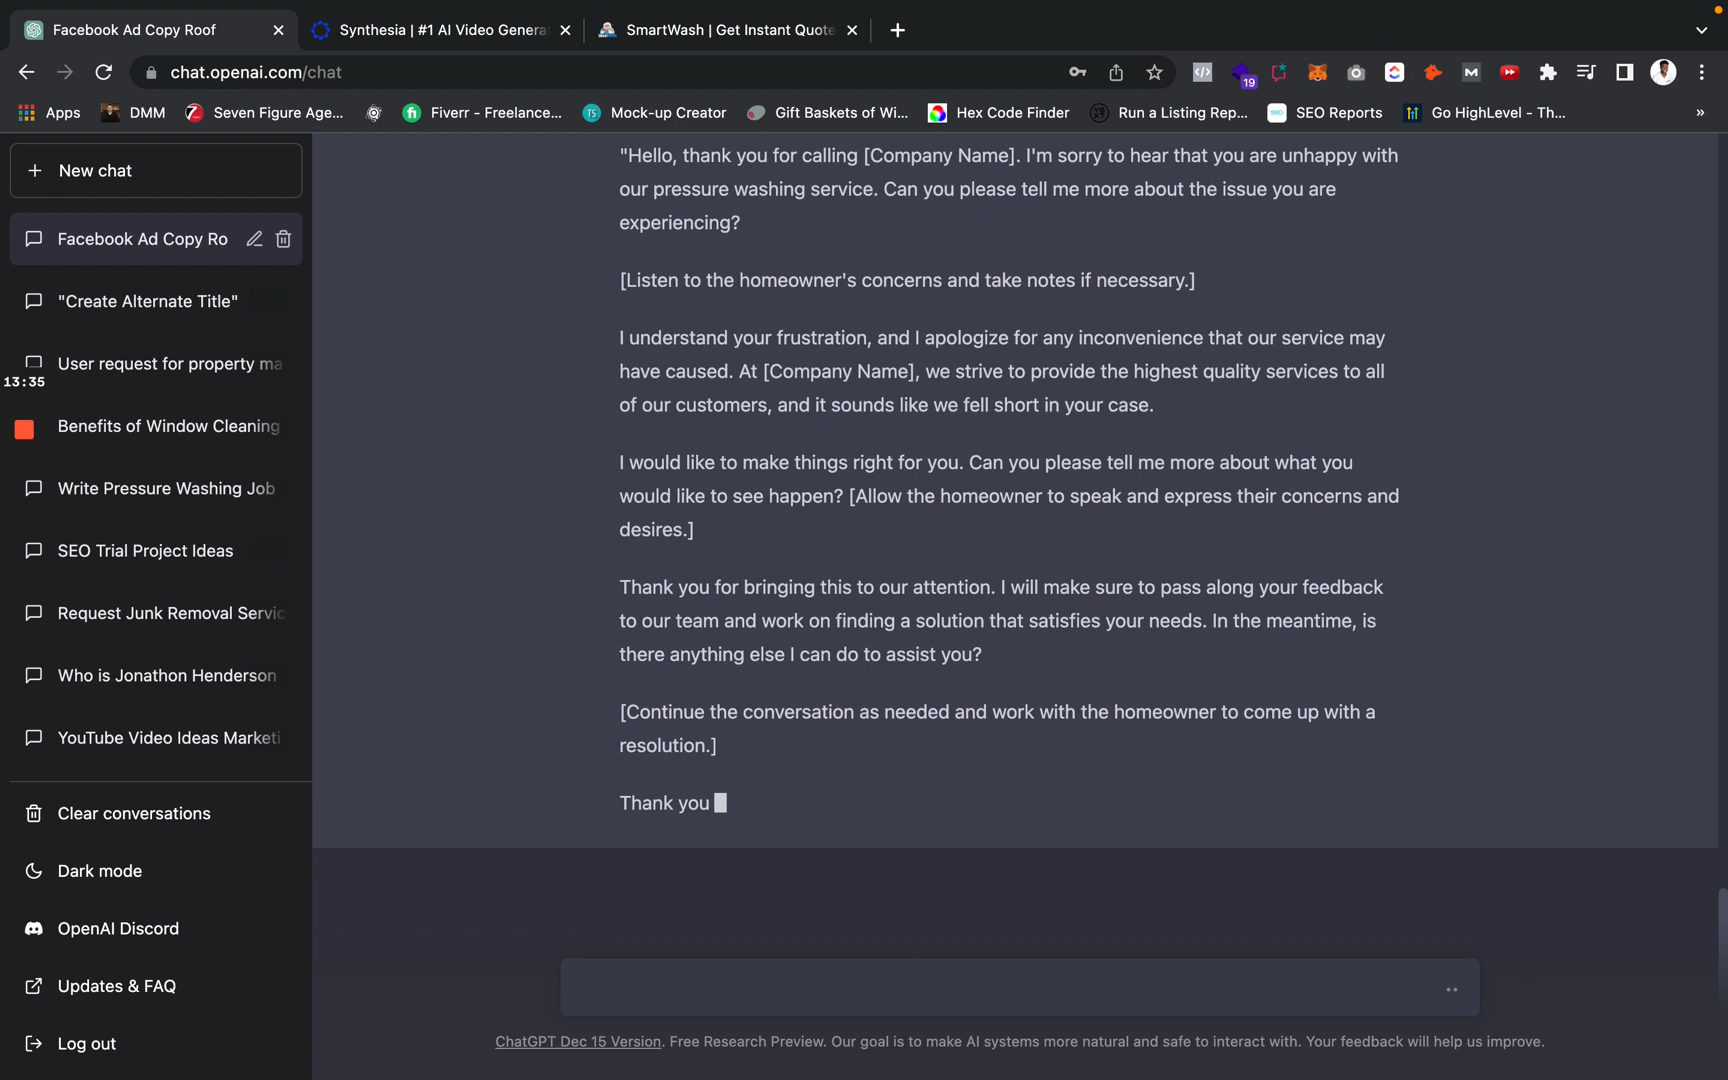 Facebook Ad Copy Roof
Synthesia | #1 AI Video Genera
SmartWash | Get Instant Quote
chat.openai.com/chat
19
Apps
DMM
Seven Figure Age...
Fiverr - Freelance...
Mock-up Creator
Gift Baskets of Wi...
Hex Code Finder
Run a Listing Rep...
SEO Reports
Go HighLevel - Th...
»
New chat
Facebook Ad Copy Ro
"Create Alternate Title"
User request for property ma
13:35
Benefits of Window Cleaning
Write Pressure Washing Job
SEO Trial Project Ideas
Request Junk Removal Servic
Who is Jonathon Henderson
YouTube Video Ideas Marketi
Clear conversations
Dark mode
OpenAI Discord
Updates & FAQ
Log out
"Hello, thank you for calling [Company Name]. I'm sorry to hear that you are unhappy with
our pressure washing service. Can you please tell me more about the issue you are
experiencing?
[Listen to the homeowner's concerns and take notes if necessary.]
I understand your frustration, and I apologize for any inconvenience that our service may
have caused. At [Company Name], we strive to provide the highest quality services to all
of our customers, and it sounds like we fell short in your case.
I would like to make things right for you. Can you please tell me more about what you
would like to see happen? [Allow the homeowner to speak and express their concerns and
desires.]
Thank you for bringing this to our attention. I will make sure to pass along your feedback
to our team and work on finding a solution that satisfies your needs. In the meantime, is
there anything else I can do to assist you?
[Continue the conversation as needed and work with the homeowner to come up with a
resolution.]
Thank you
ChatGPT Dec 15 Version. Free Research Preview. Our goal is to make AI systems more natural and safe to interact with. Your feedback will help us improve.